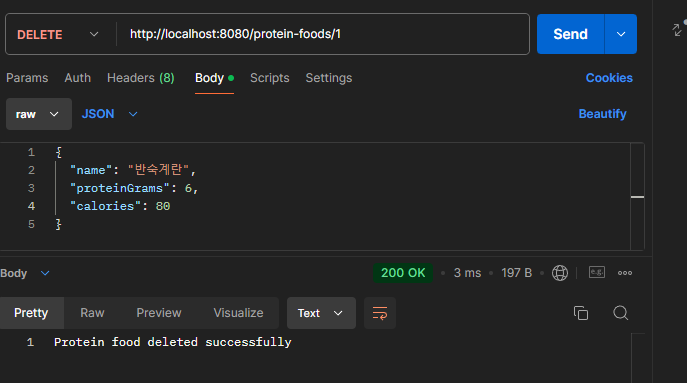 DELETE http://localhost:8080/protein-foods/1 Send
Params Auth Headers (8) Body Scripts Settings Cookies
raw JSON Beautify
1 {
2 "name": "반숙계란",
3 "proteinGrams": 6,
4 "calories": 80
5 }
Body 200 OK 3 ms 197 B e.g.
Pretty Raw Preview Visualize Text
1 Protein food deleted successfully